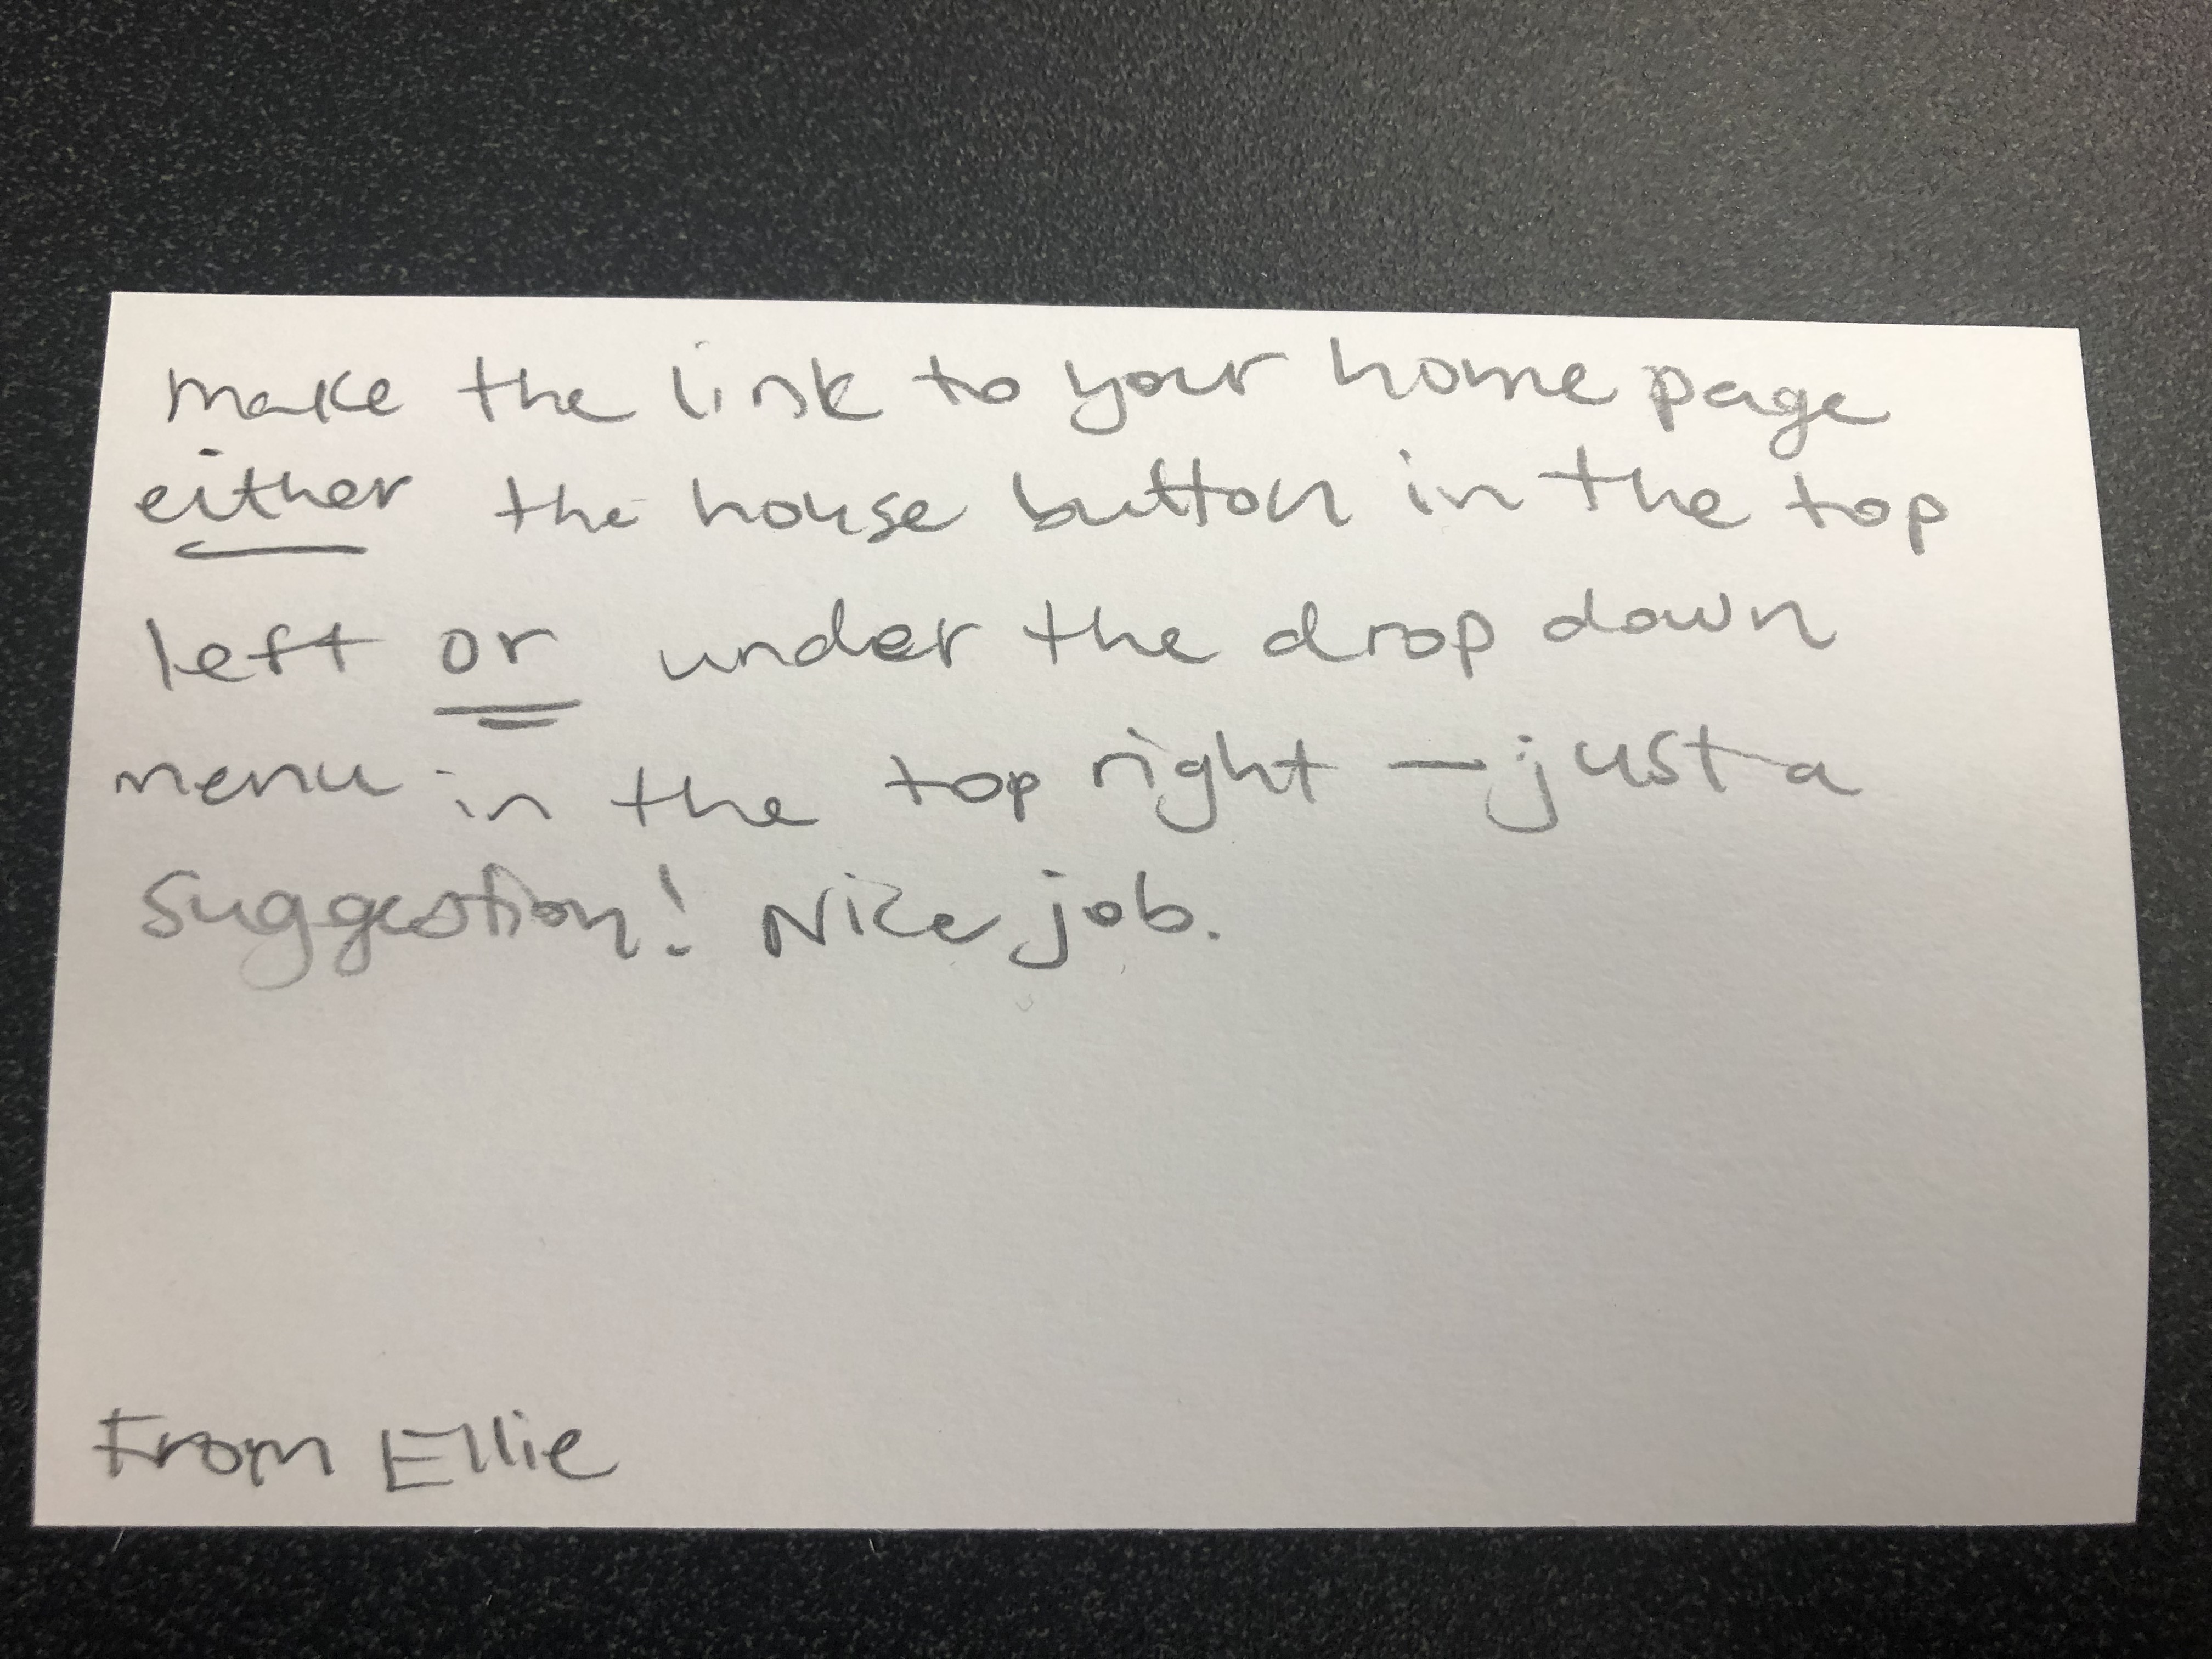 make the link to your home page
either the house button in the top
left or under the drop down
menu in the top right – just a
suggestion! Nice job.
From Ellie